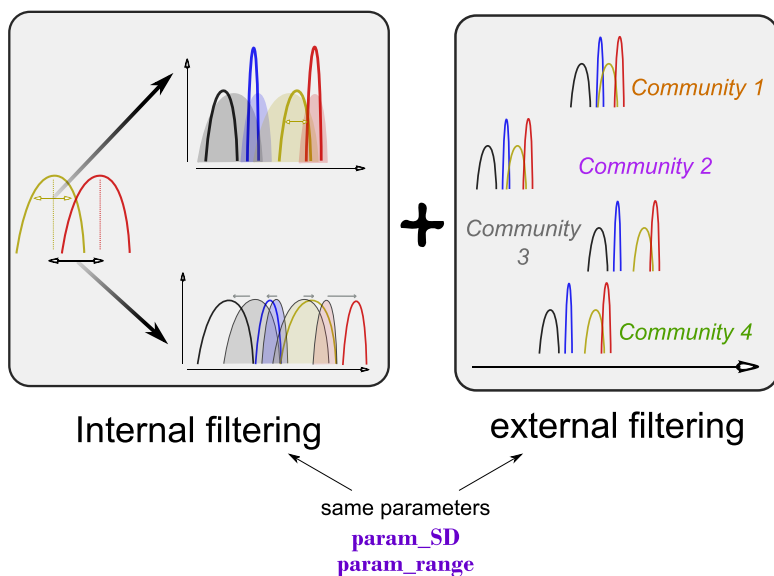 Community 1
Community 2
Community
3
Community 4
Internal filtering
external filtering
same parameters
param_SD
param_range